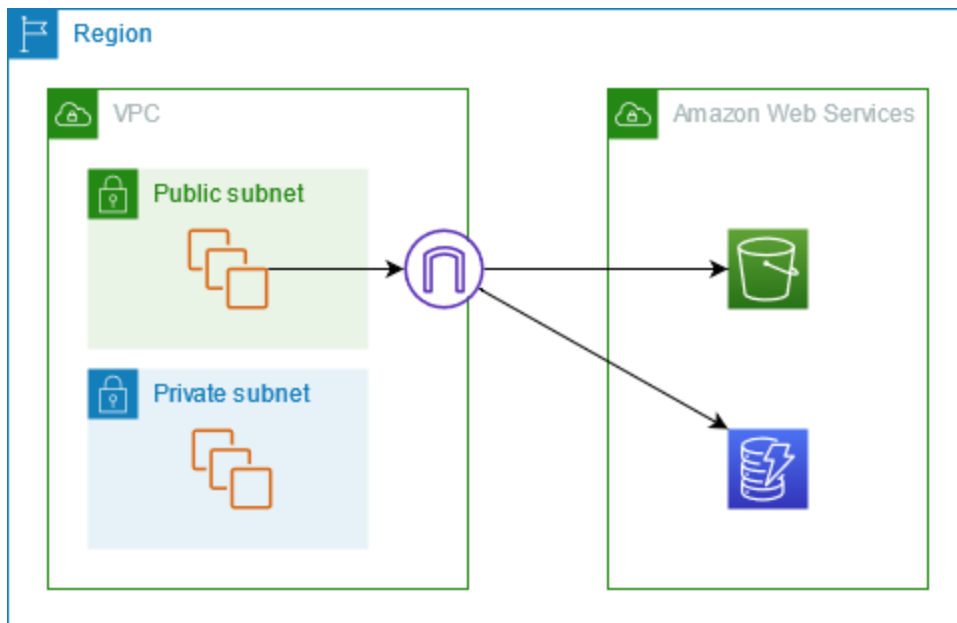 Region
VPC
Amazon Web Services
Public subnet
Private subnet